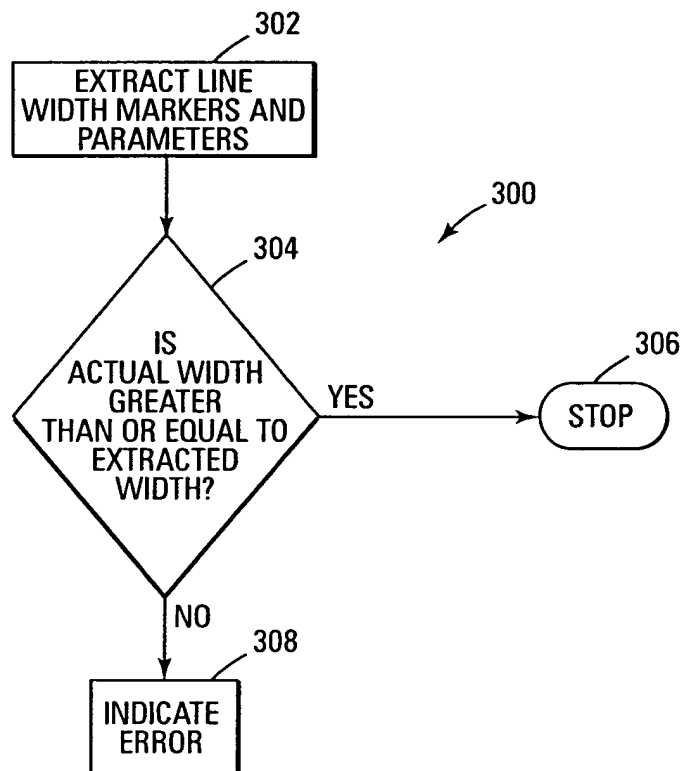 302
EXTRACT LINE
WIDTH MARKERS AND
PARAMETERS
300
304
IS
ACTUAL WIDTH
GREATER
THAN OR EQUAL TO
EXTRACTED
WIDTH?
YES
306
STOP
NO
308
INDICATE
ERROR